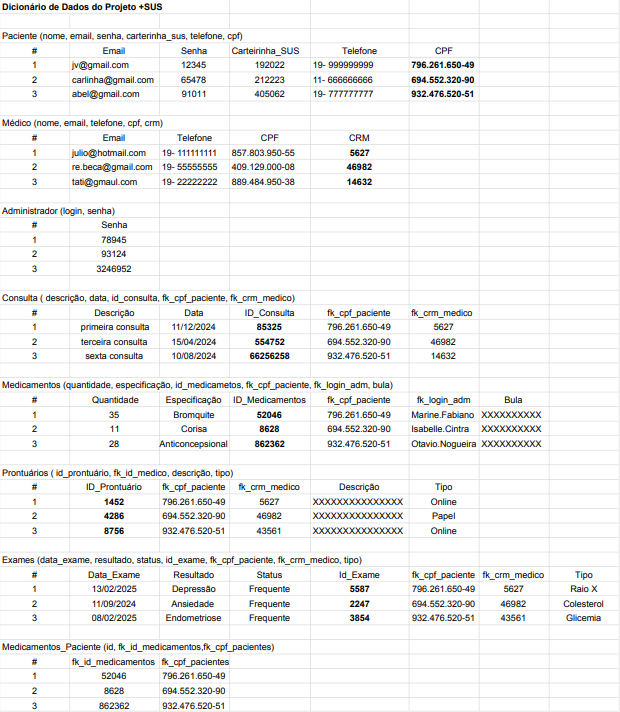 Dicionário de Dados do Projeto +SUS
Paciente (nome, email, senha, carterinha_sus, telefone, cpf)
# Email Senha Carteirinha_SUS Telefone CPF
1 jv@gmail.com 12345 192022 19- 999999999 796.261.650-49
2 carlinha@gmail.com 65478 212223 11- 666666666 694.552.320-90
3 abel@gmail.com 91011 405062 19- 777777777 932.476.520-51
Médico (nome, email, telefone, cpf, crm)
# Email Telefone CPF CRM
1 julio@hotmail.com 19- 111111111 857.803.950-55 5627
2 re.beca@gmail.com 19- 55555555 409.129.000-08 46982
3 tati@gmaul.com 19- 22222222 889.484.950-38 14632
Administrador (login, senha)
# Senha
1 78945
2 93124
3 3246952
Consulta ( descrição, data, id_consulta, fk_cpf_paciente, fk_crm_medico)
# Descrição Data ID_Consulta fk_cpf_paciente fk_crm_medico
1 primeira consulta 11/12/2024 85325 796.261.650-49 5627
2 terceira consulta 15/04/2024 554752 694.552.320-90 46982
3 sexta consulta 10/08/2024 66256258 932.476.520-51 14632
Medicamentos (quantidade, especificação, id_medicametos, fk_cpf_paciente, fk_login_adm, bula)
# Quantidade Especificação ID_Medicamentos fk_cpf_paciente fk_login_adm Bula
1 35 Bromquite 52046 796.261.650-49 Marine.Fabiano XXXXXXXXXX
2 11 Corisa 8628 694.552.320-90 Isabelle.Cintra XXXXXXXXXX
3 28 Anticoncepsional 862362 932.476.520-51 Otavio.Nogueira XXXXXXXXXX
Prontuários ( id_prontuário, fk_id_medico, descrição, tipo)
# ID_Prontuário fk_cpf_paciente fk_crm_medico Descrição Tipo
1 1452 796.261.650-49 5627 XXXXXXXXXXXXXXX Online
2 4286 694.552.320-90 46982 XXXXXXXXXXXXXXX Papel
3 8756 932.476.520-51 43561 XXXXXXXXXXXXXXX Online
Exames (data_exame, resultado, status, id_exame, fk_cpf_paciente, fk_crm_medico, tipo)
# Data_Exame Resultado Status Id_Exame fk_cpf_paciente fk_crm_medico Tipo
1 13/02/2025 Depressão Frequente 5587 796.261.650-49 5627 Raio X
2 11/09/2024 Ansiedade Frequente 2247 694.552.320-90 46982 Colesterol
3 08/02/2025 Endometriose Frequente 3854 932.476.520-51 43561 Glicemia
Medicamentos_Paciente (id, fk_id_medicamentos,fk_cpf_pacientes)
# fk_id_medicamentos fk_cpf_pacientes
1 52046 796.261.650-49
2 8628 694.552.320-90
3 862362 932.476.520-51